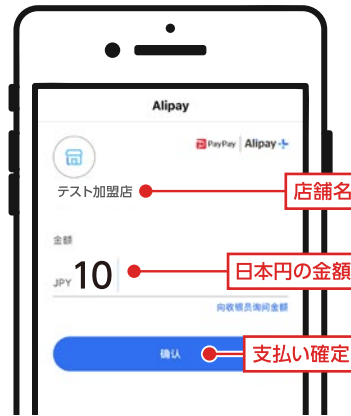 Alipay
PayPay Alipay+
テスト加盟店
店舗名
金額
JPY 10
日本円の金額
向收银员询问金额
确认
支払い確定